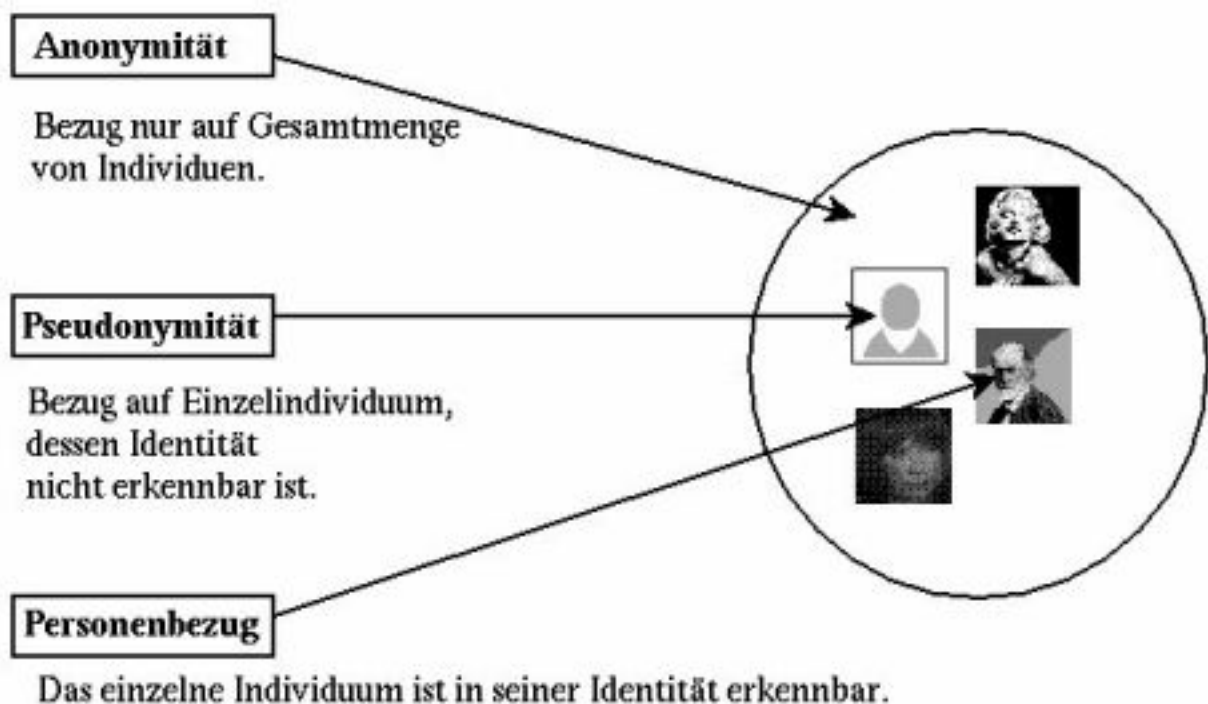 Anonymität
Bezug nur auf Gesamtmenge
von Individuen.
Pseudonymität
Bezug auf Einzelindividuum,
dessen Identität
nicht erkennbar ist.
Personenbezug
Das einzelne Individuum ist in seiner Identität erkennbar.